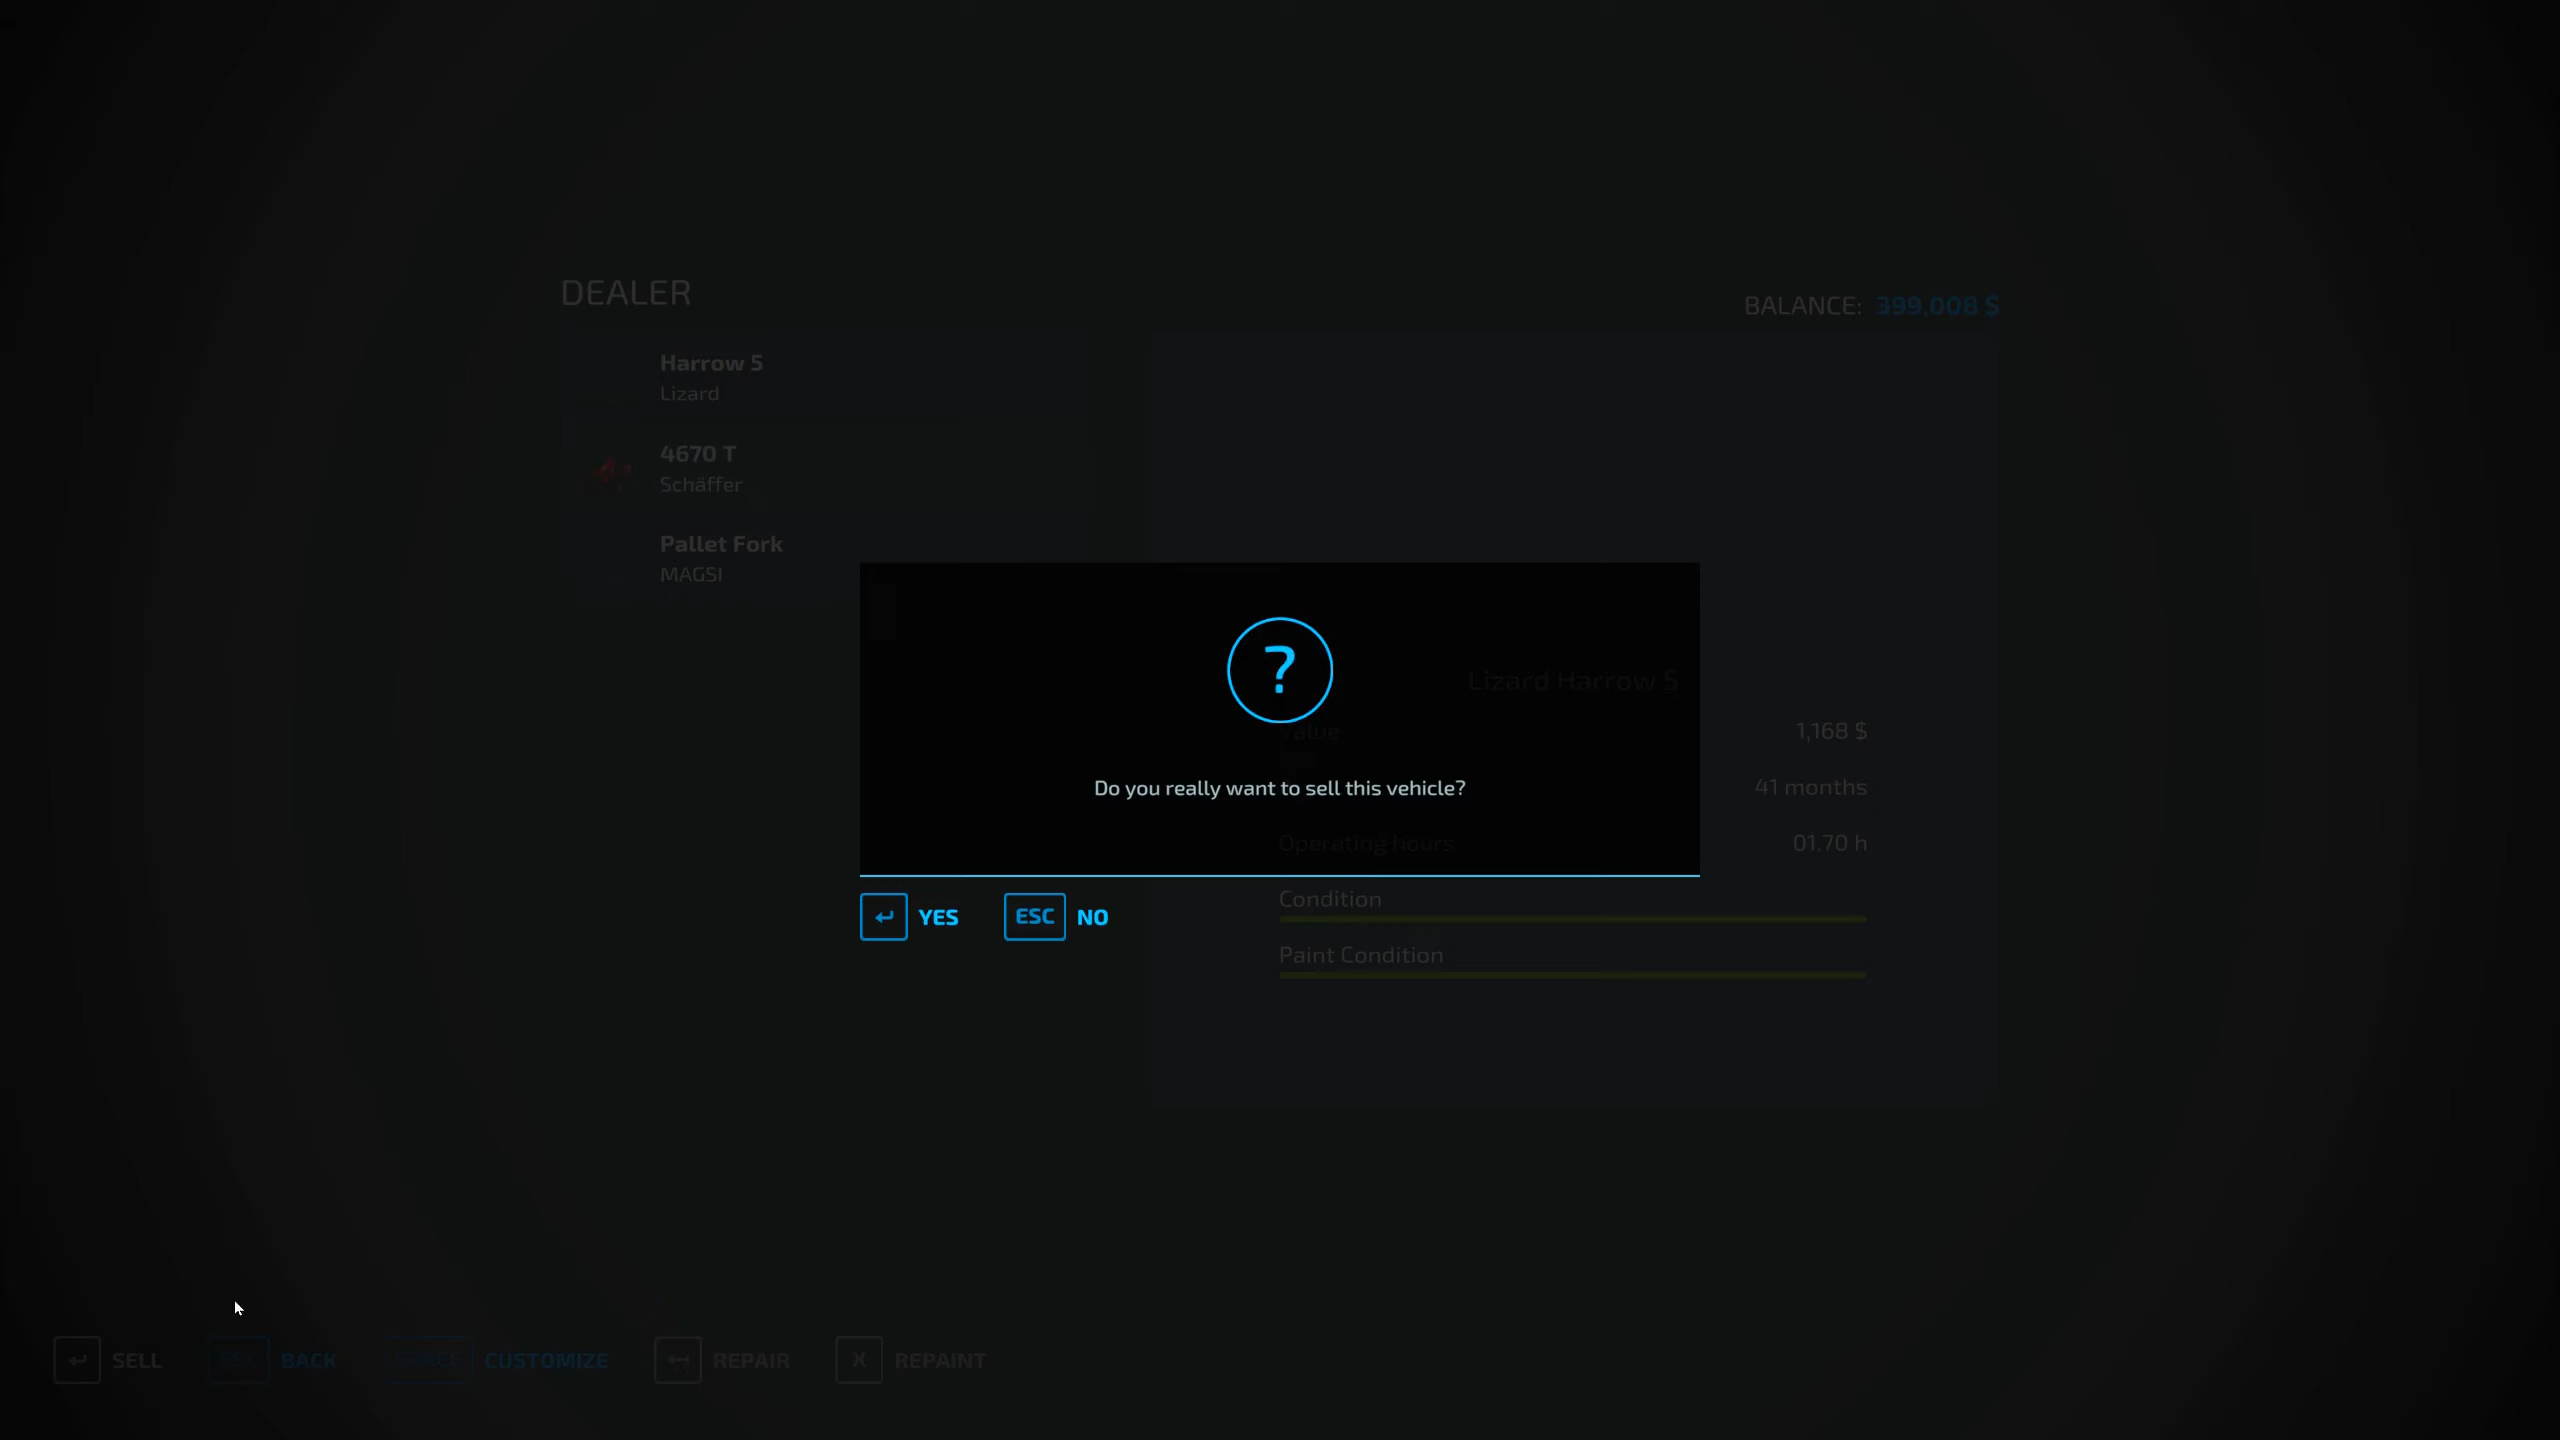 DEALER
BALANCE: 399,008 $
Harrow 5
Lizard
4670 T
Schäffer
Pallet Fork
MAGSI
?
Lizard Harrow 5
Value 1,168 $
Do you really want to sell this vehicle?
41 months
Operating hours 01.70 h
Condition
Paint Condition
YES
ESC NO
SELL
ESC BACK
SPACE CUSTOMIZE
REPAIR
X REPAINT